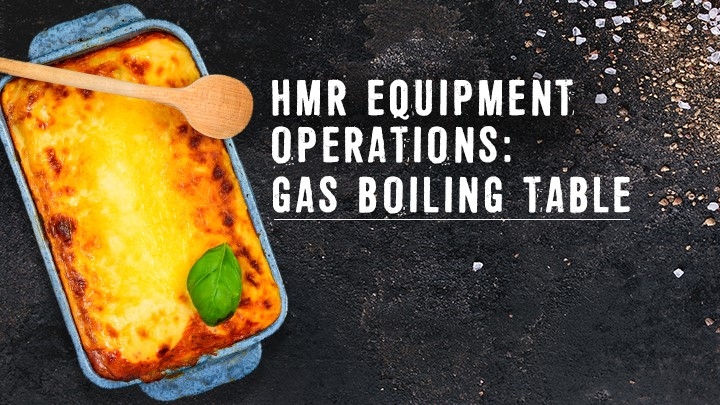 HMR EQUIPMENT
OPERATIONS:
GAS BOILING TABLE